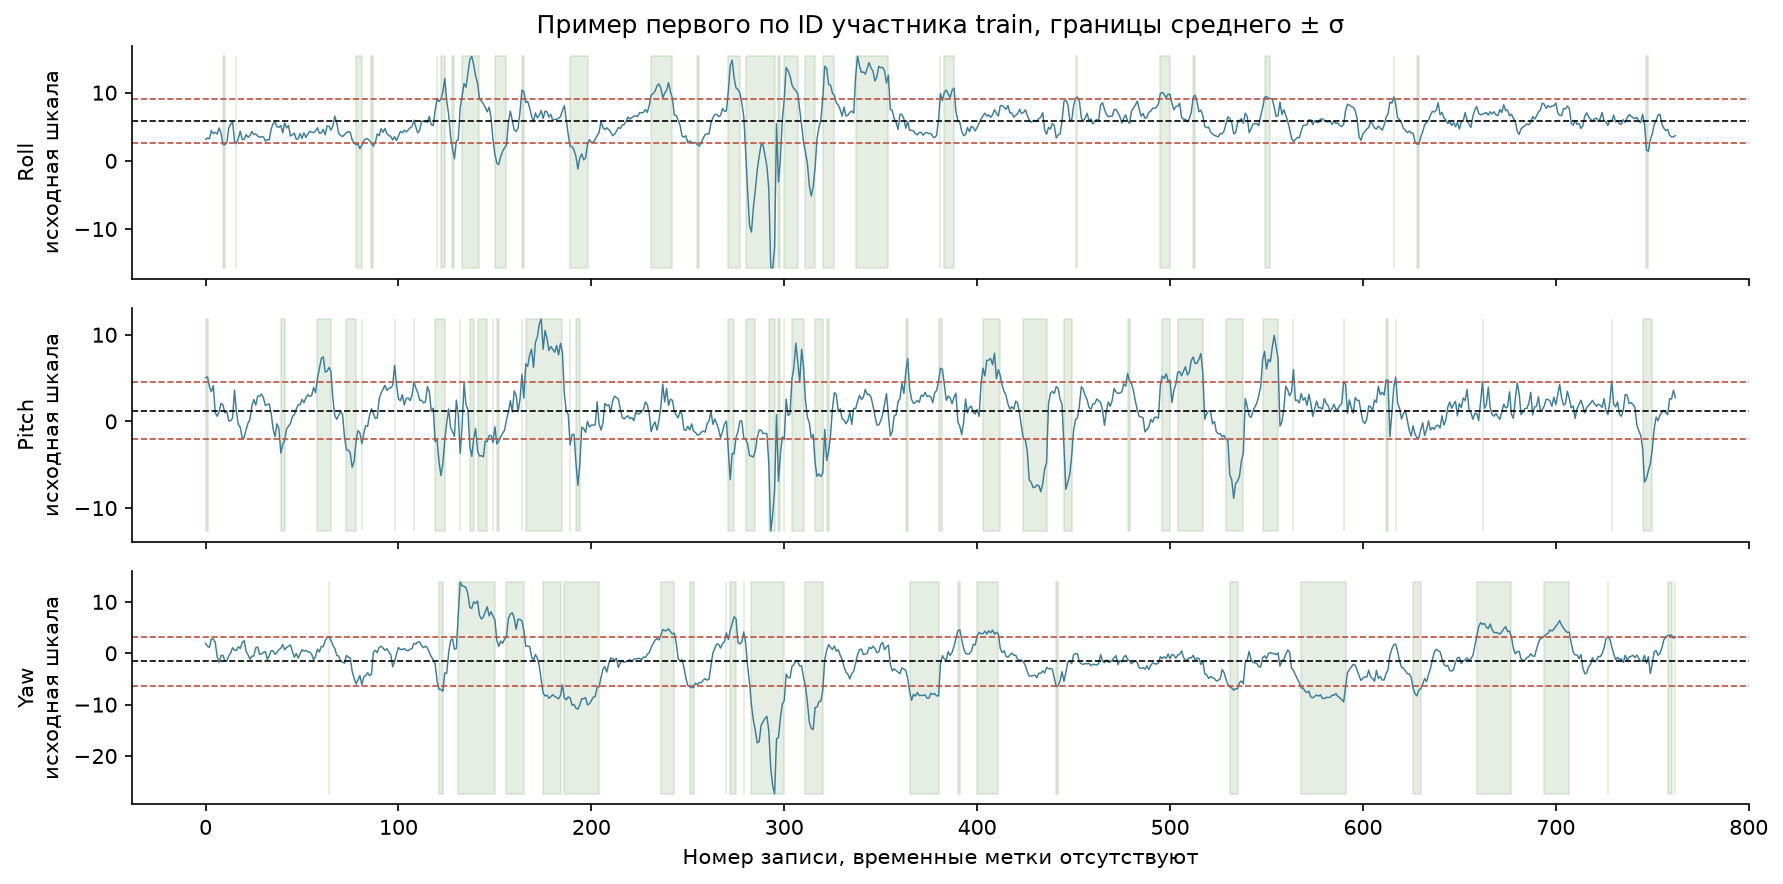 Пример первого по ID участника train, границы среднего ± σ
Roll
исходная шкала
10
0
−10
Pitch
исходная шкала
10
0
−10
Yaw
исходная шкала
10
0
−10
−20
0 100 200 300 400 500 600 700 800
Номер записи, временные метки отсутствуют